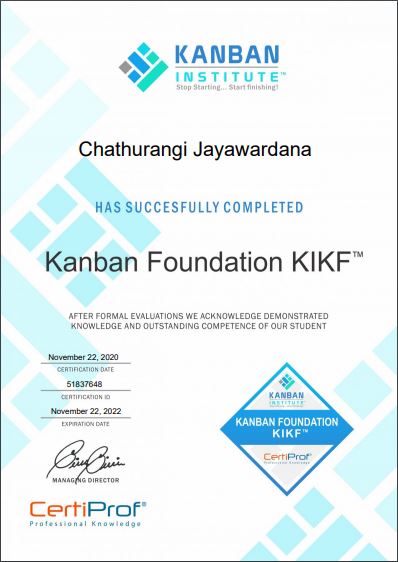 KANBAN
INSTITUTE™
Stop Starting... Start finishing!
Chathurangi Jayawardana
HAS SUCCESFULLY COMPLETED
Kanban Foundation KIKF™
AFTER FORMAL EVALUATIONS WE ACKNOWLEDGE DEMONSTRATED
KNOWLEDGE AND OUTSTANDING COMPETENCE OF OUR STUDENT
November 22, 2020
CERTIFICATION DATE
51837648
CERTIFICATION ID
November 22, 2022
EXPIRATION DATE
MANAGING DIRECTOR
CertiProf®
Professional Knowledge
KANBAN
INSTITUTE
KANBAN FOUNDATION
KIKF™
CertiProf®
Professional Knowledge